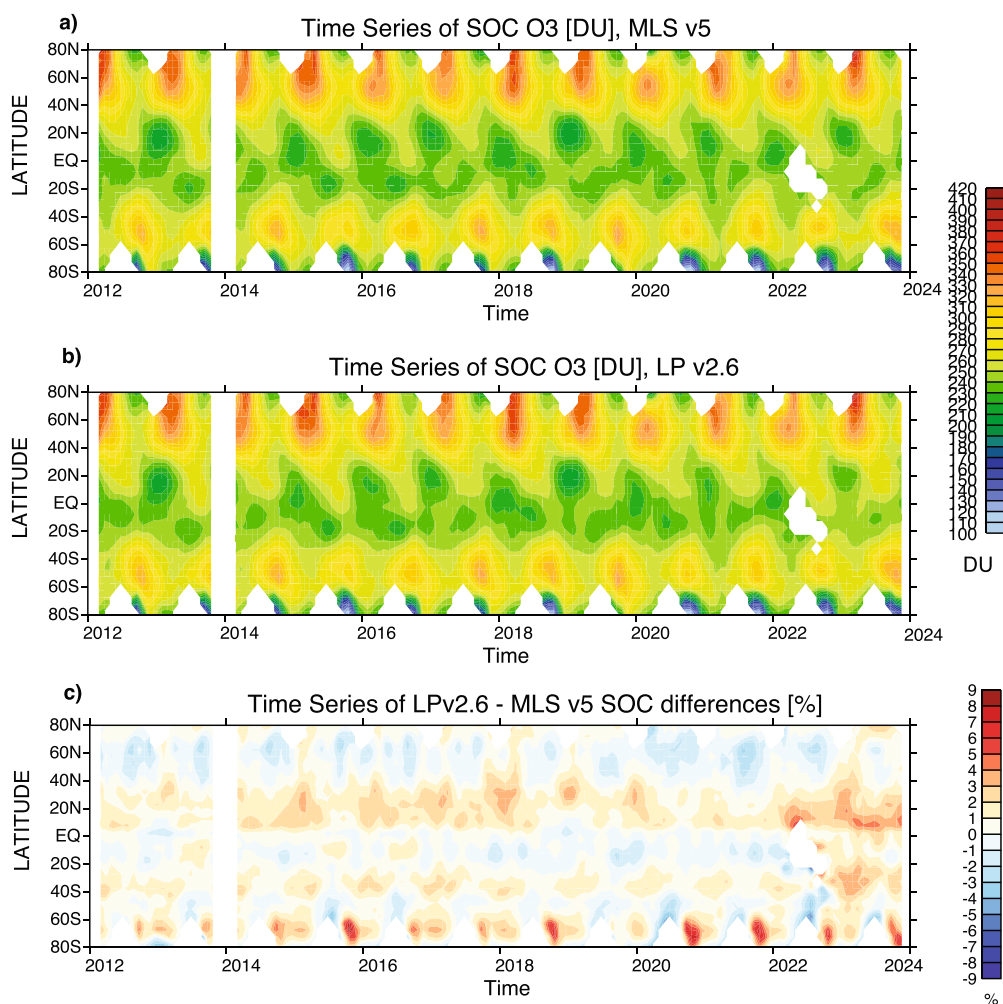 a)
Time Series of SOC O3 [DU], MLS v5
80N
60N
40N
20N
EQ
20S
40S
60S
80S
LATITUDE
2012
2014
2016
2018
2020
2022
2024
Time
b)
Time Series of SOC O3 [DU], LP v2.6
80N
60N
40N
20N
EQ
20S
40S
60S
80S
LATITUDE
2012
2014
2016
2018
2020
2022
2024
Time
420
410
400
390
380
370
360
350
340
330
320
310
300
290
280
270
260
250
240
230
220
210
200
190
180
170
160
150
140
130
120
110
100
DU
c)
Time Series of LPv2.6 - MLS v5 SOC differences [%]
80N
60N
40N
20N
EQ
20S
40S
60S
80S
LATITUDE
2012
2014
2016
2018
2020
2022
2024
Time
9
8
7
6
5
4
3
2
1
0
-1
-2
-3
-4
-5
-6
-7
-8
-9
%